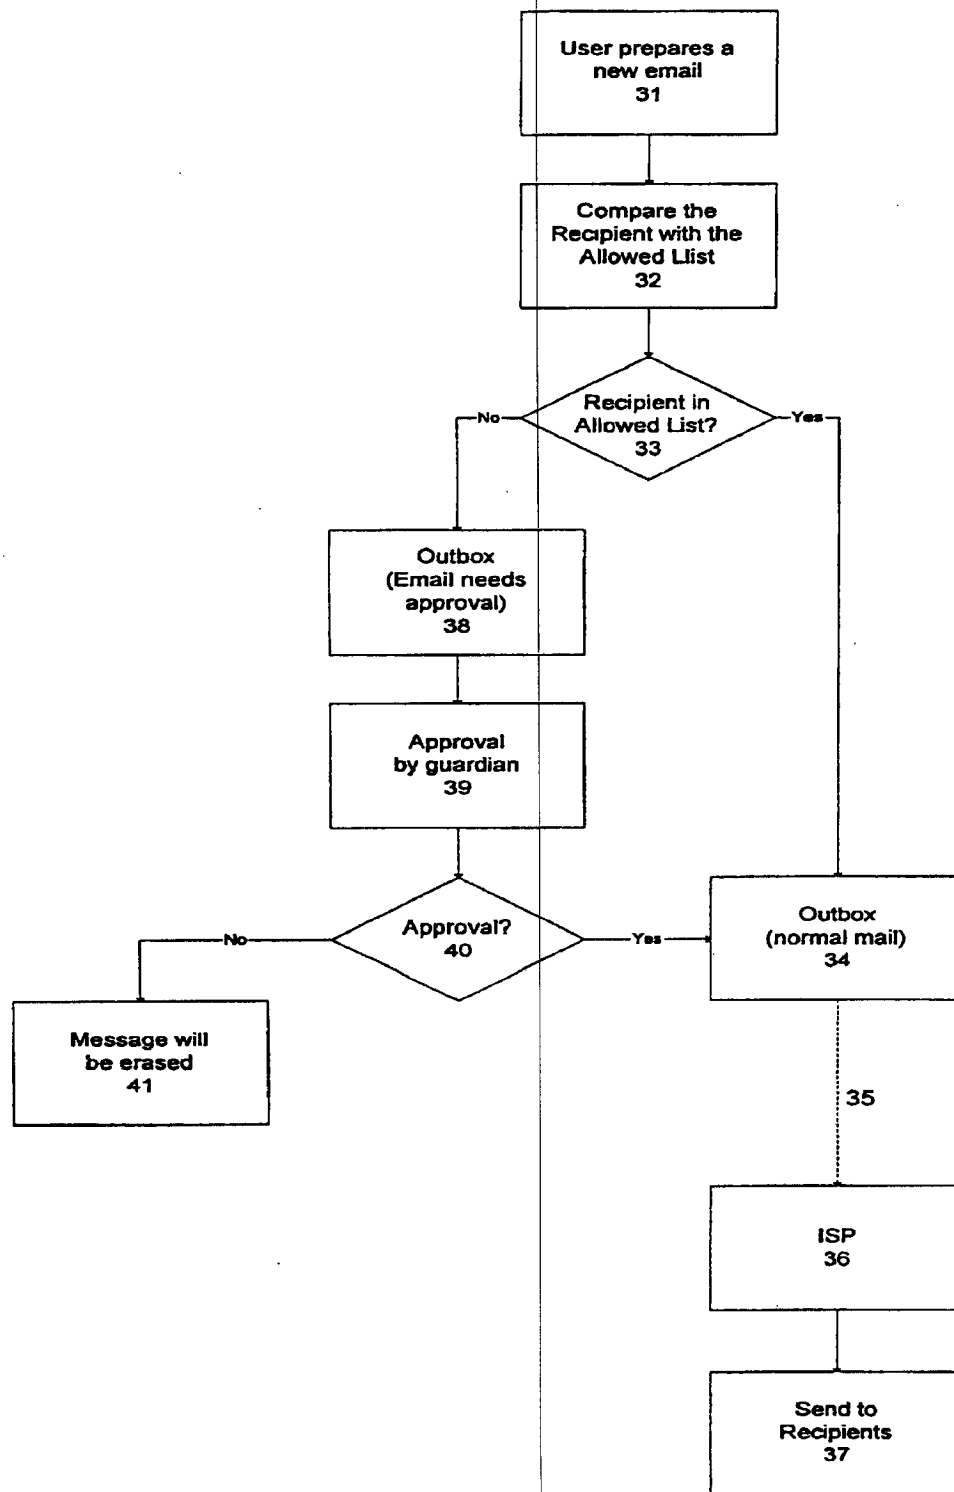 User prepares a
new email
31
Compare the
Recipient with the
Allowed Llist
32
No
Recipient in
Allowed List?
33
Yes
Outbox
(Email needs
approval)
38
Approval
by guardian
39
No
Approval?
40
Yes
Outbox
(normal mail)
34
Message will
be erased
41
35
ISP
36
Send to
Recipients
37